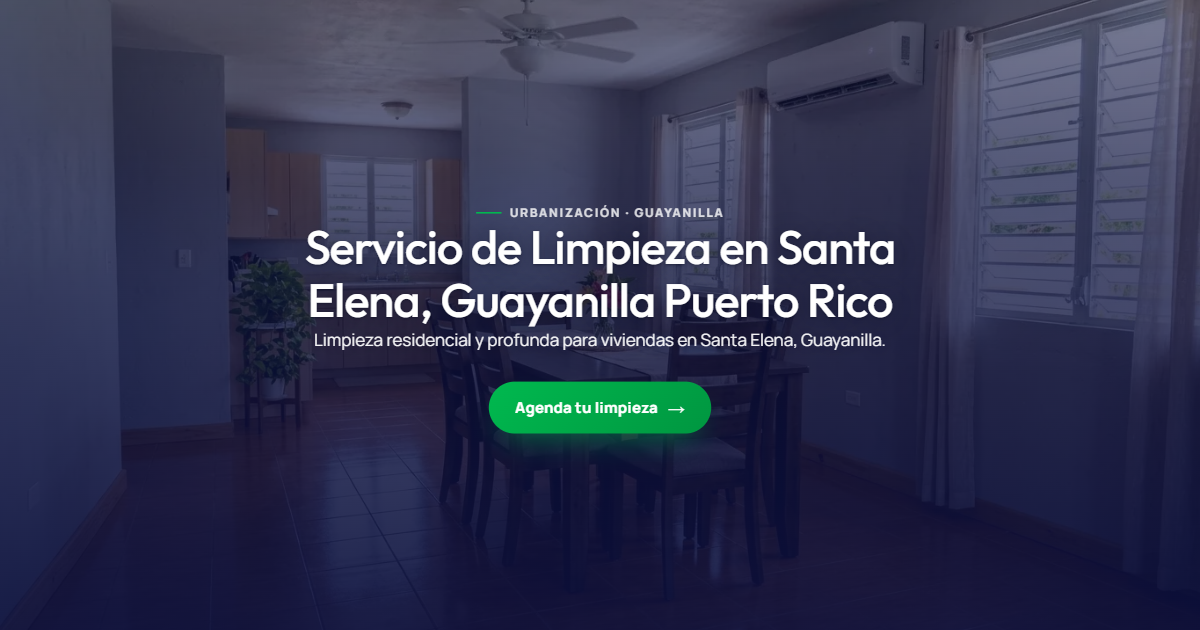 URBANIZACIÓN · GUAYANILLA
Servicio de Limpieza en Santa
Elena, Guayanilla Puerto Rico
Limpieza residencial y profunda para viviendas en Santa Elena, Guayanilla.
Agenda tu limpieza →